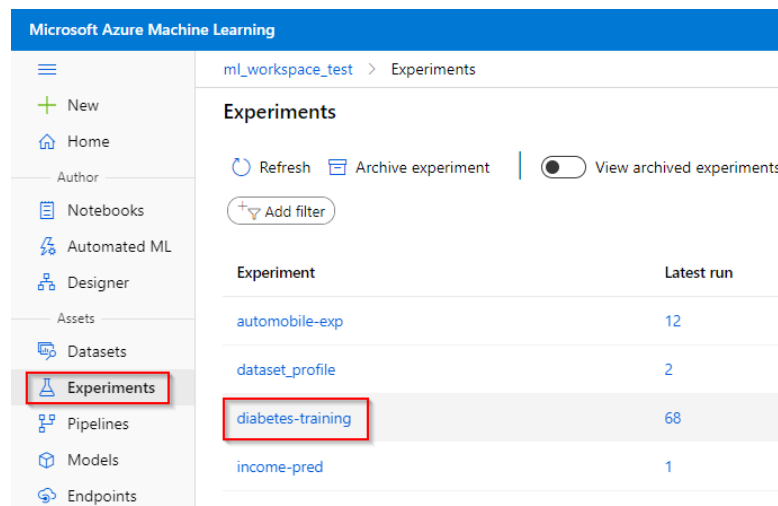 Microsoft Azure Machine Learning
ml_workspace_test > Experiments
New
Home
Author
Notebooks
Automated ML
Designer
Assets
Datasets
Experiments
Pipelines
Models
Endpoints
Experiments
Refresh Archive experiment View archived experiments
Add filter
Experiment Latest run
automobile-exp 12
dataset_profile 2
diabetes-training 68
income-pred 1